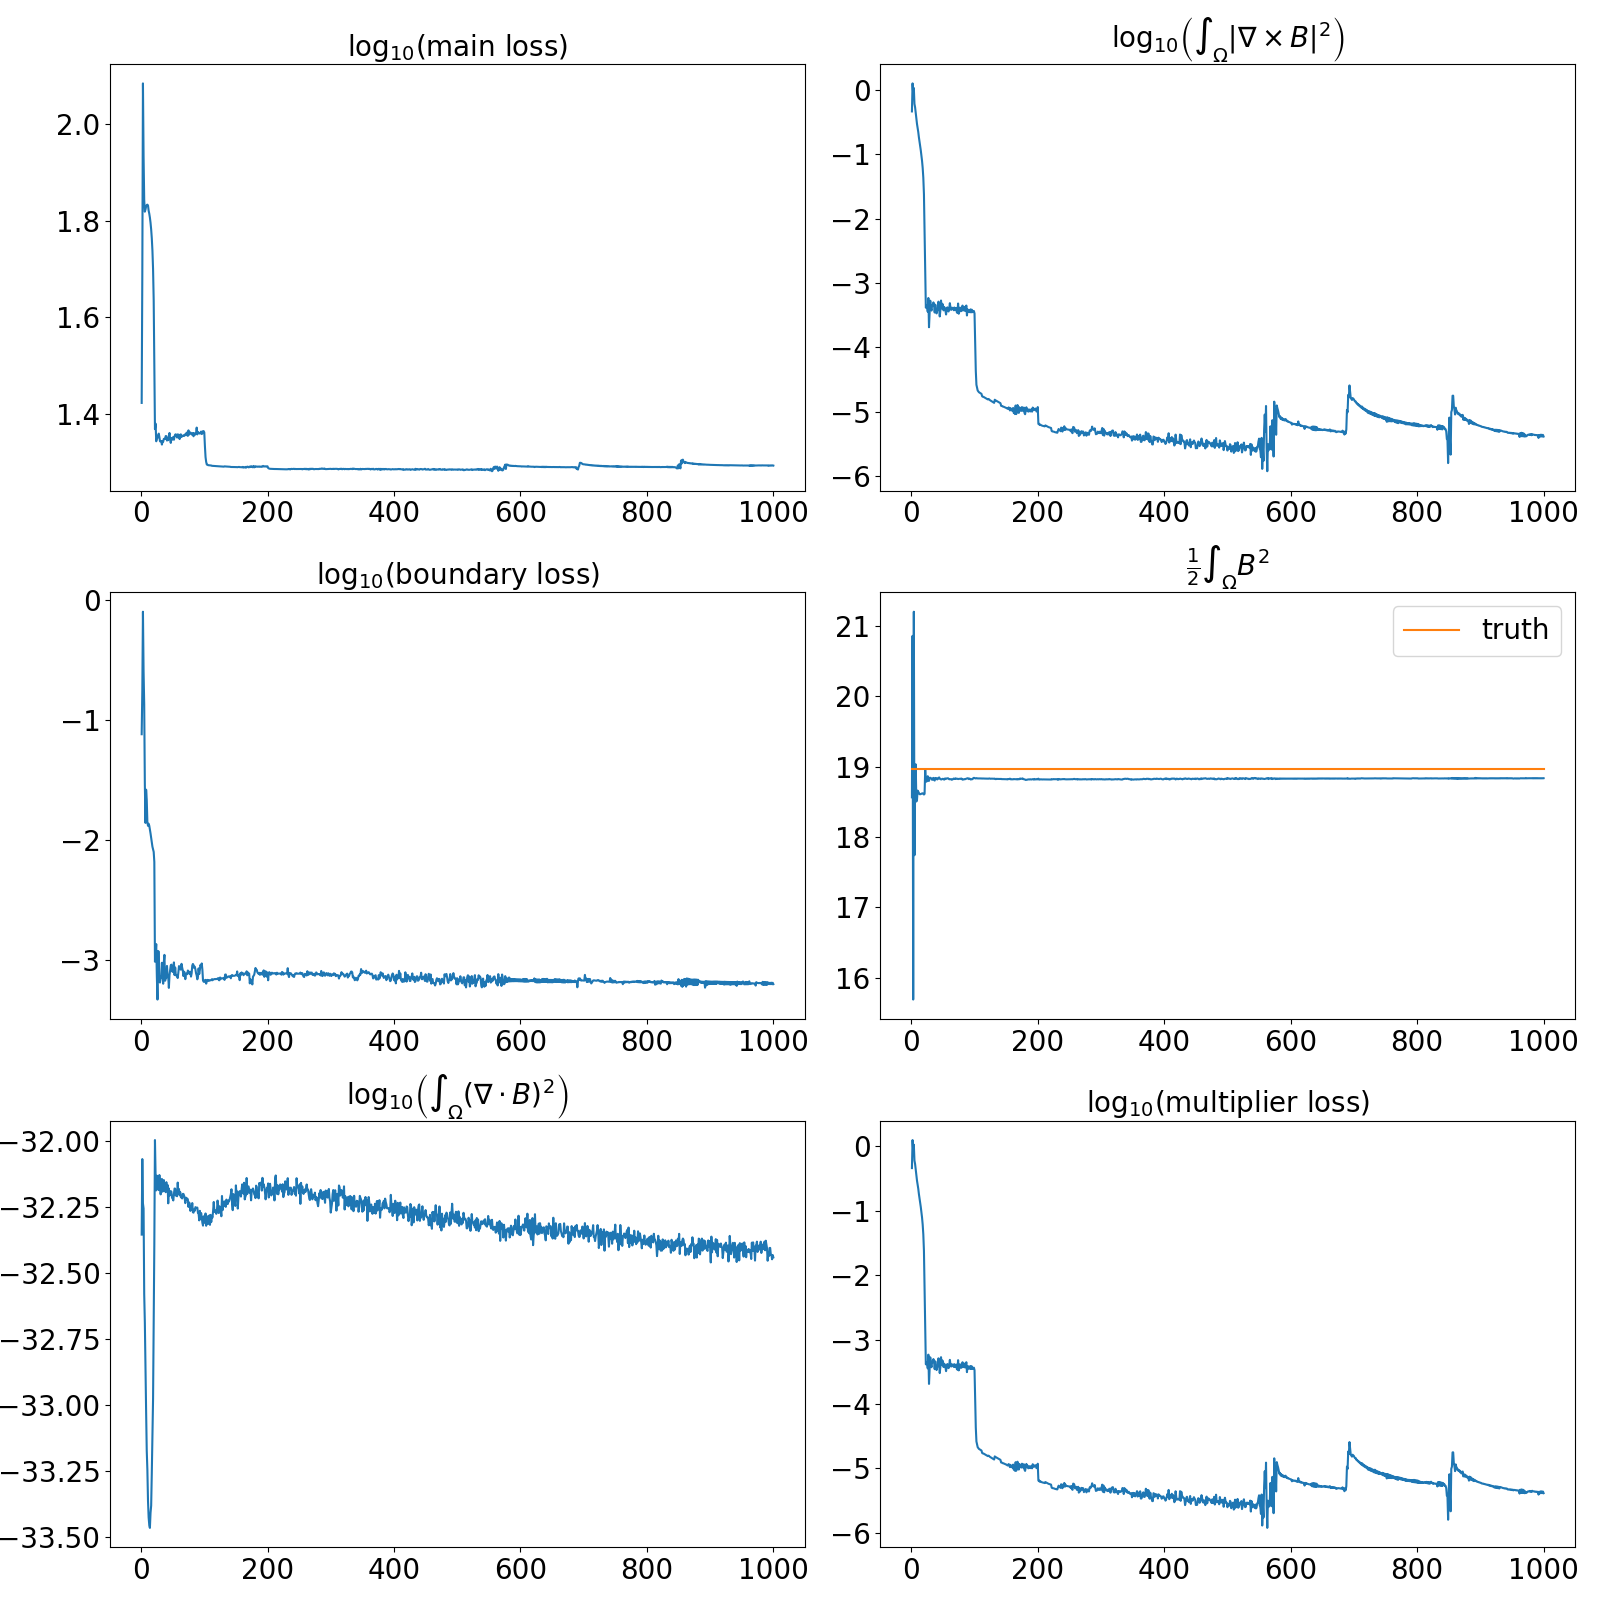 log₁₀(main loss)
2.0
1.8
1.6
1.4
0 200 400 600 800 1000
log₁₀(∫_Ω |∇ × B|²)
0
−1
−2
−3
−4
−5
−6
0 200 400 600 800 1000
log₁₀(boundary loss)
0
−1
−2
−3
0 200 400 600 800 1000
½∫_Ω B²
21
20
19
18
17
16
truth
0 200 400 600 800 1000
log₁₀(∫_Ω (∇ · B)²)
−32.00
−32.25
−32.50
−32.75
−33.00
−33.25
−33.50
0 200 400 600 800 1000
log₁₀(multiplier loss)
0
−1
−2
−3
−4
−5
−6
0 200 400 600 800 1000